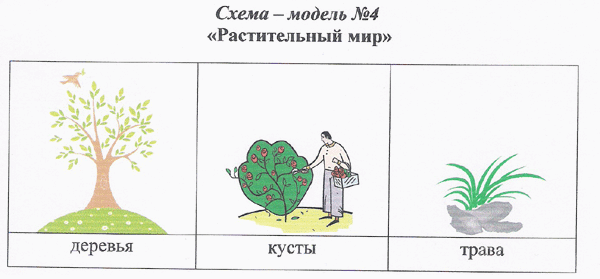 Схема – модель №4
«Растительный мир»
деревья
кусты
трава